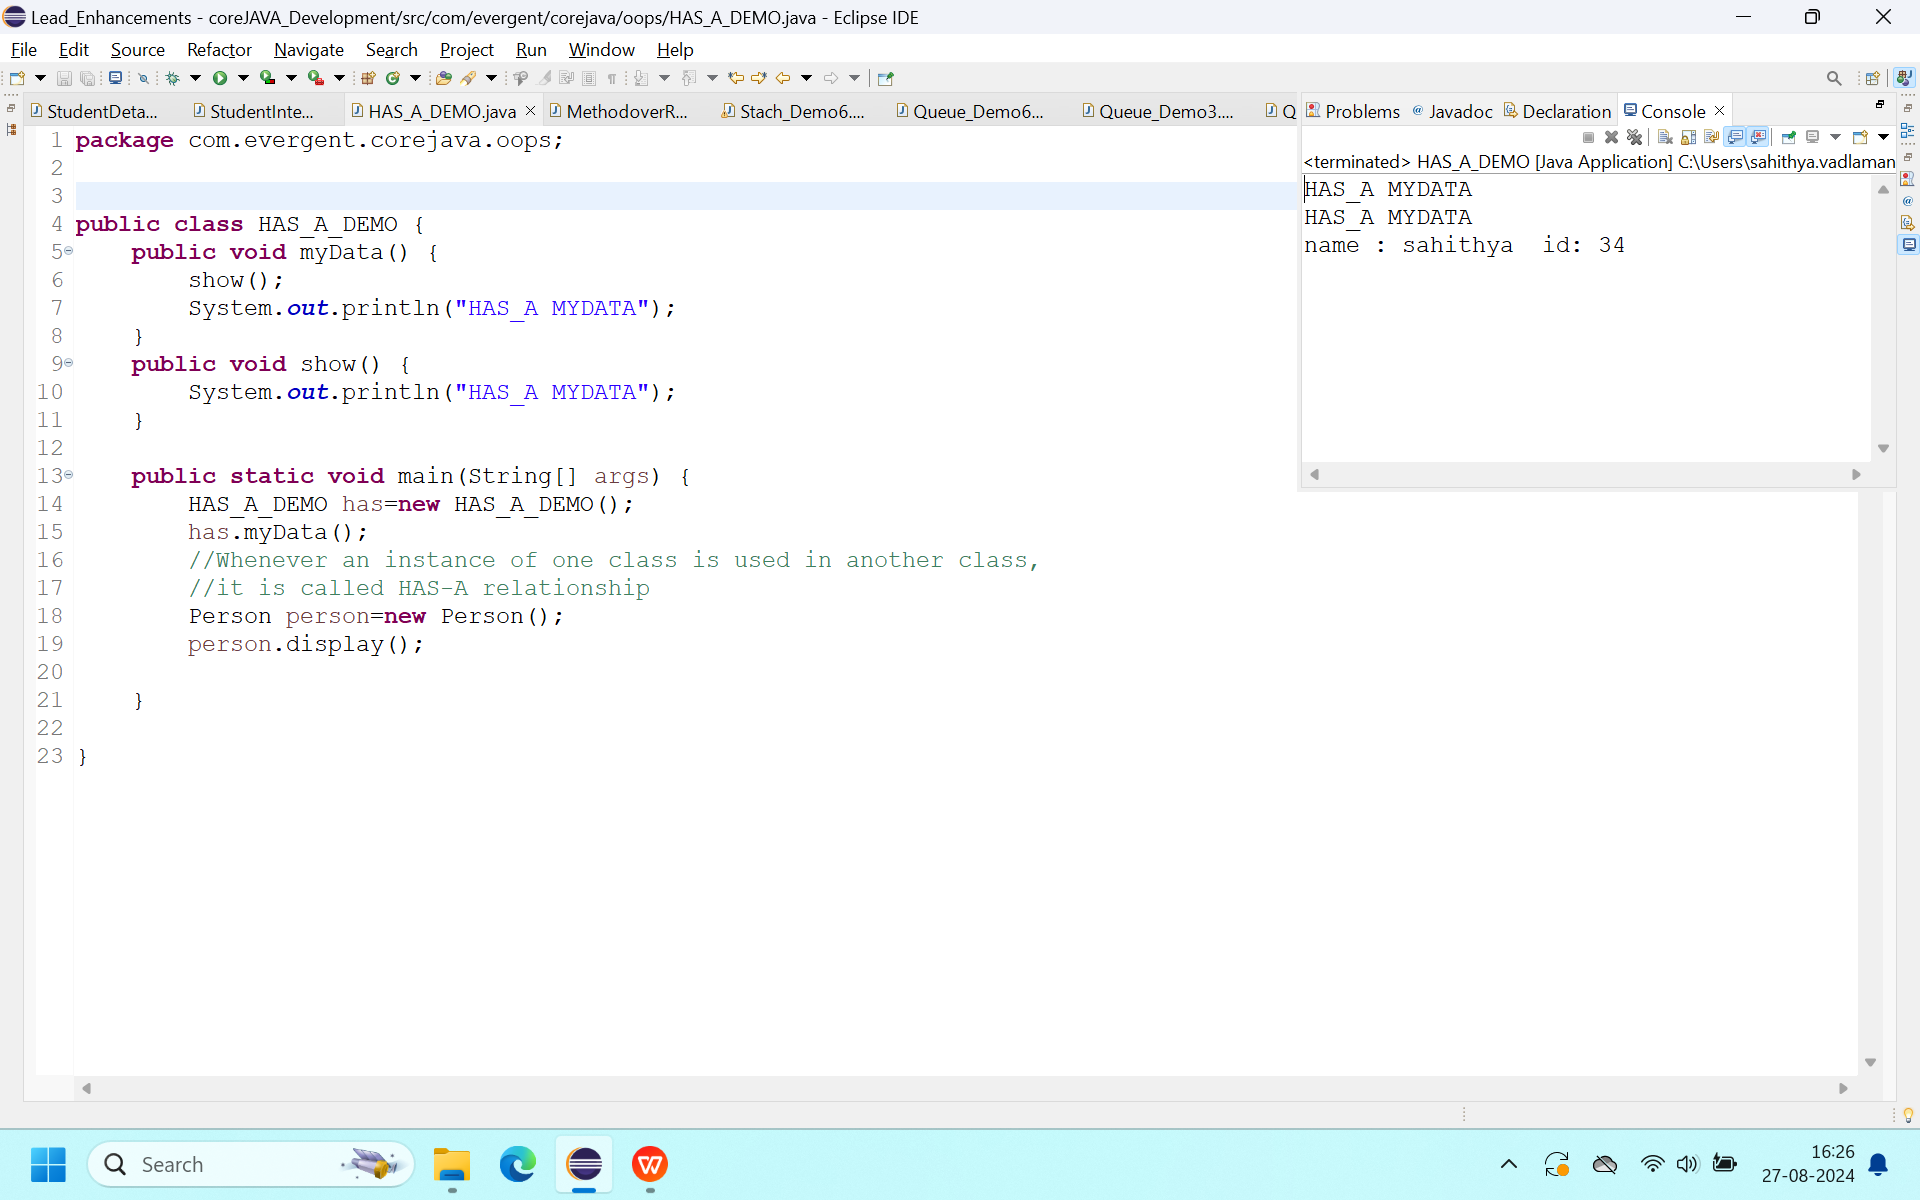 Lead_Enhancements - coreJAVA_Development/src/com/evergent/corejava/oops/HAS_A_DEMO.java - Eclipse IDE
File Edit Source Refactor Navigate Search Project Run Window Help
StudentDeta... StudentInte... HAS_A_DEMO.java MethodoverR... Stach_Demo6.... Queue_Demo6... Queue_Demo3.... Q
1 package com.evergent.corejava.oops;
2
3
4 public class HAS_A_DEMO {
5 public void myData() {
6 show();
7 System.out.println("HAS_A MYDATA");
8 }
9 public void show() {
10 System.out.println("HAS_A MYDATA");
11 }
12
13 public static void main(String[] args) {
14 HAS_A_DEMO has=new HAS_A_DEMO();
15 has.myData();
16 //Whenever an instance of one class is used in another class,
17 //it is called HAS-A relationship
18 Person person=new Person();
19 person.display();
20
21 }
22
23 }
Problems @ Javadoc Declaration Console
<terminated> HAS_A_DEMO [Java Application] C:\Users\sahithya.vadlaman
HAS_A MYDATA
HAS_A MYDATA
name : sahithya id: 34
Search
16:26
27-08-2024